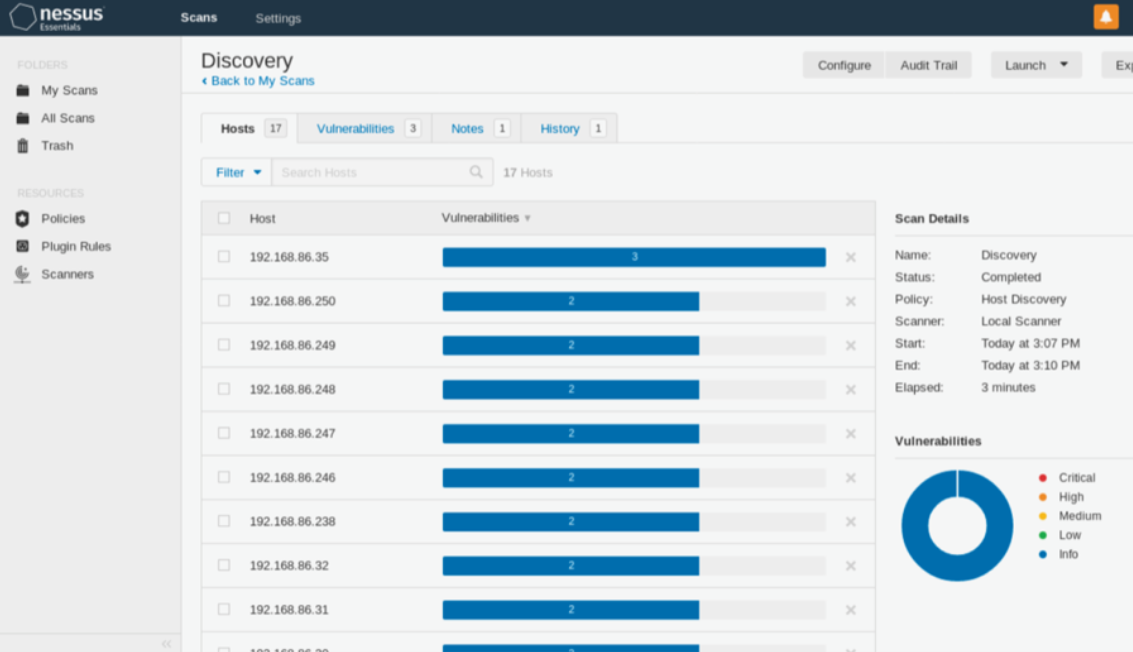 nessus
Essentials
Scans
Settings
FOLDERS
My Scans
All Scans
Trash
RESOURCES
Policies
Plugin Rules
Scanners
Discovery
Back to My Scans
Configure
Audit Trail
Launch
Hosts 17
Vulnerabilities 3
Notes 1
History 1
Filter
Search Hosts
17 Hosts
Host Vulnerabilities
192.168.86.35 3
192.168.86.250 2
192.168.86.249 2
192.168.86.248 2
192.168.86.247 2
192.168.86.246 2
192.168.86.238 2
192.168.86.32 2
192.168.86.31 2
Scan Details
Name: Discovery
Status: Completed
Policy: Host Discovery
Scanner: Local Scanner
Start: Today at 3:07 PM
End: Today at 3:10 PM
Elapsed: 3 minutes
Vulnerabilities
Critical
High
Medium
Low
Info